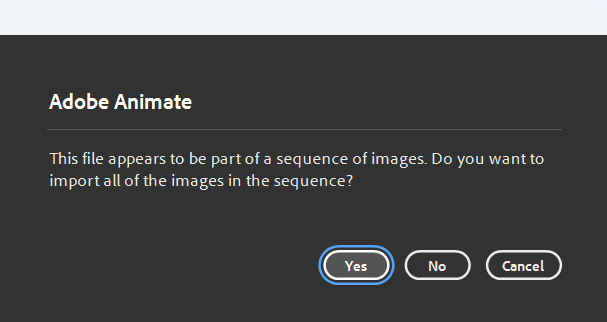 Adobe Animate
This file appears to be part of a sequence of images. Do you want to
import all of the images in the sequence?
Yes No Cancel